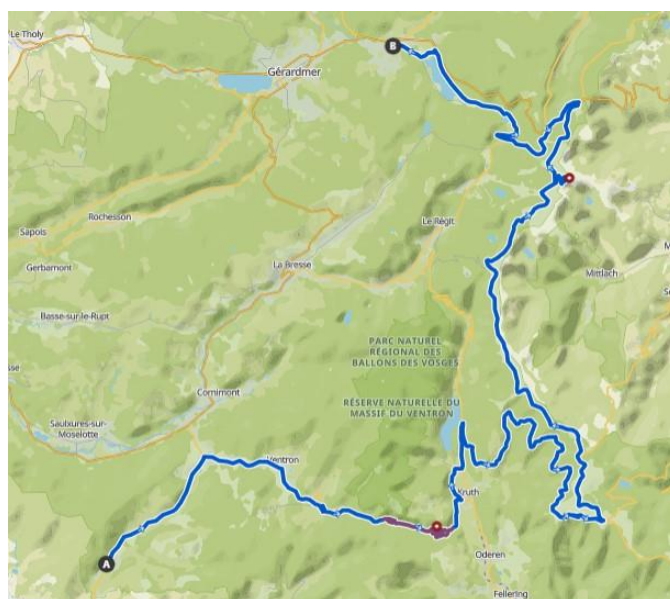 Le Tholy
B
Gérardmer
Rochesson
Sapois
Le Régit
Gerbamont
La Bresse
Mittlach
Basse-sur-le-Rupt
PARC NATUREL
RÉGIONAL DES
BALLONS DES VOSGES
Cornimont
RÉSERVE NATURELLE DU
MASSIF DU VENTRON
Saulxures-sur-
Moselotte
Ventron
Kruth
A
Oderen
Fellering